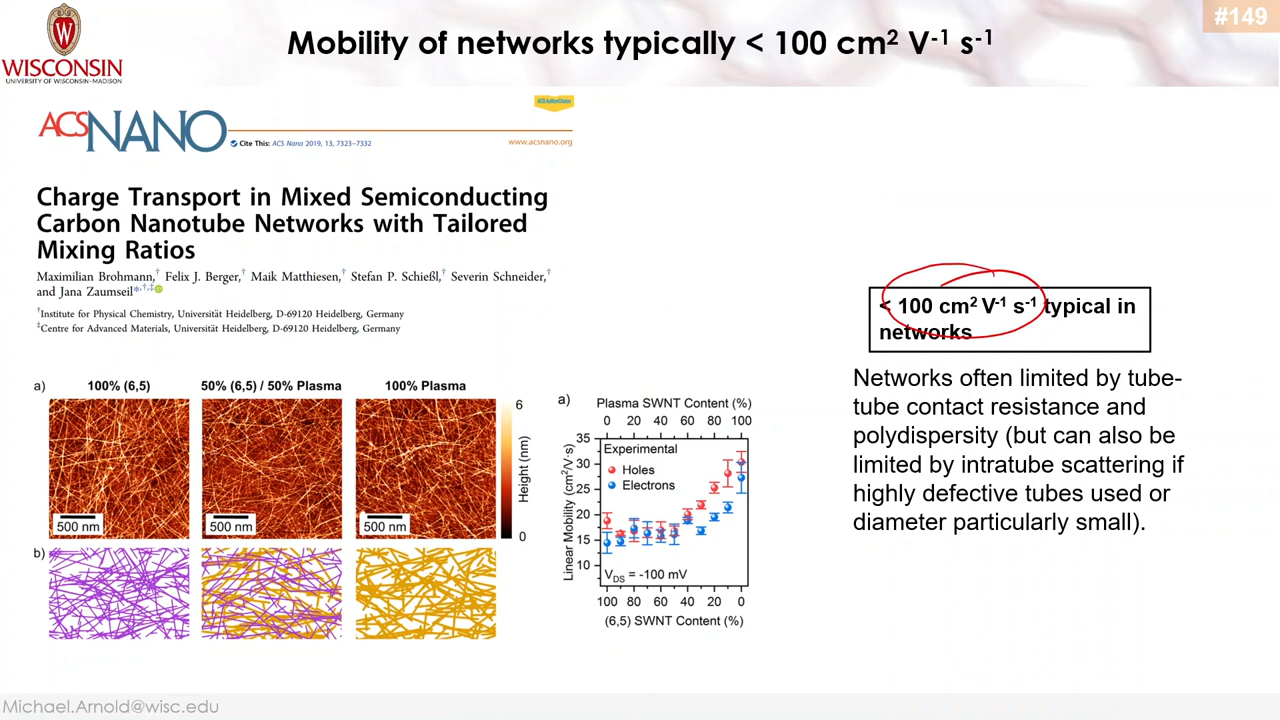 #149
WISCONSIN
UNIVERSITY OF WISCONSIN-MADISON
Mobility of networks typically < 100 cm² V⁻¹ s⁻¹
ACS AuthorChoice
ACSNANO
Cite This: ACS Nano 2019, 13, 7323−7332
www.acsnano.org
Charge Transport in Mixed Semiconducting
Carbon Nanotube Networks with Tailored
Mixing Ratios
Maximilian Brohmann,† Felix J. Berger,† Maik Matthiesen,† Stefan P. Schießl,† Severin Schneider,†
and Jana Zaumseil*,†,‡
†Institute for Physical Chemistry, Universität Heidelberg, D-69120 Heidelberg, Germany
‡Centre for Advanced Materials, Universität Heidelberg, D-69120 Heidelberg, Germany
a) 100% (6,5) 50% (6,5) / 50% Plasma 100% Plasma
500 nm 500 nm 500 nm
6
Height (nm)
0
b)
a)
Plasma SWNT Content (%)
0 20 40 60 80 100
Linear Mobility (cm²/V·s)
35
30
25
20
15
10
Experimental
Holes
Electrons
VDS = -100 mV
100 80 60 40 20 0
(6,5) SWNT Content (%)
< 100 cm² V⁻¹ s⁻¹ typical in
networks
Networks often limited by tube-
tube contact resistance and
polydispersity (but can also be
limited by intratube scattering if
highly defective tubes used or
diameter particularly small).
Michael.Arnold@wisc.edu